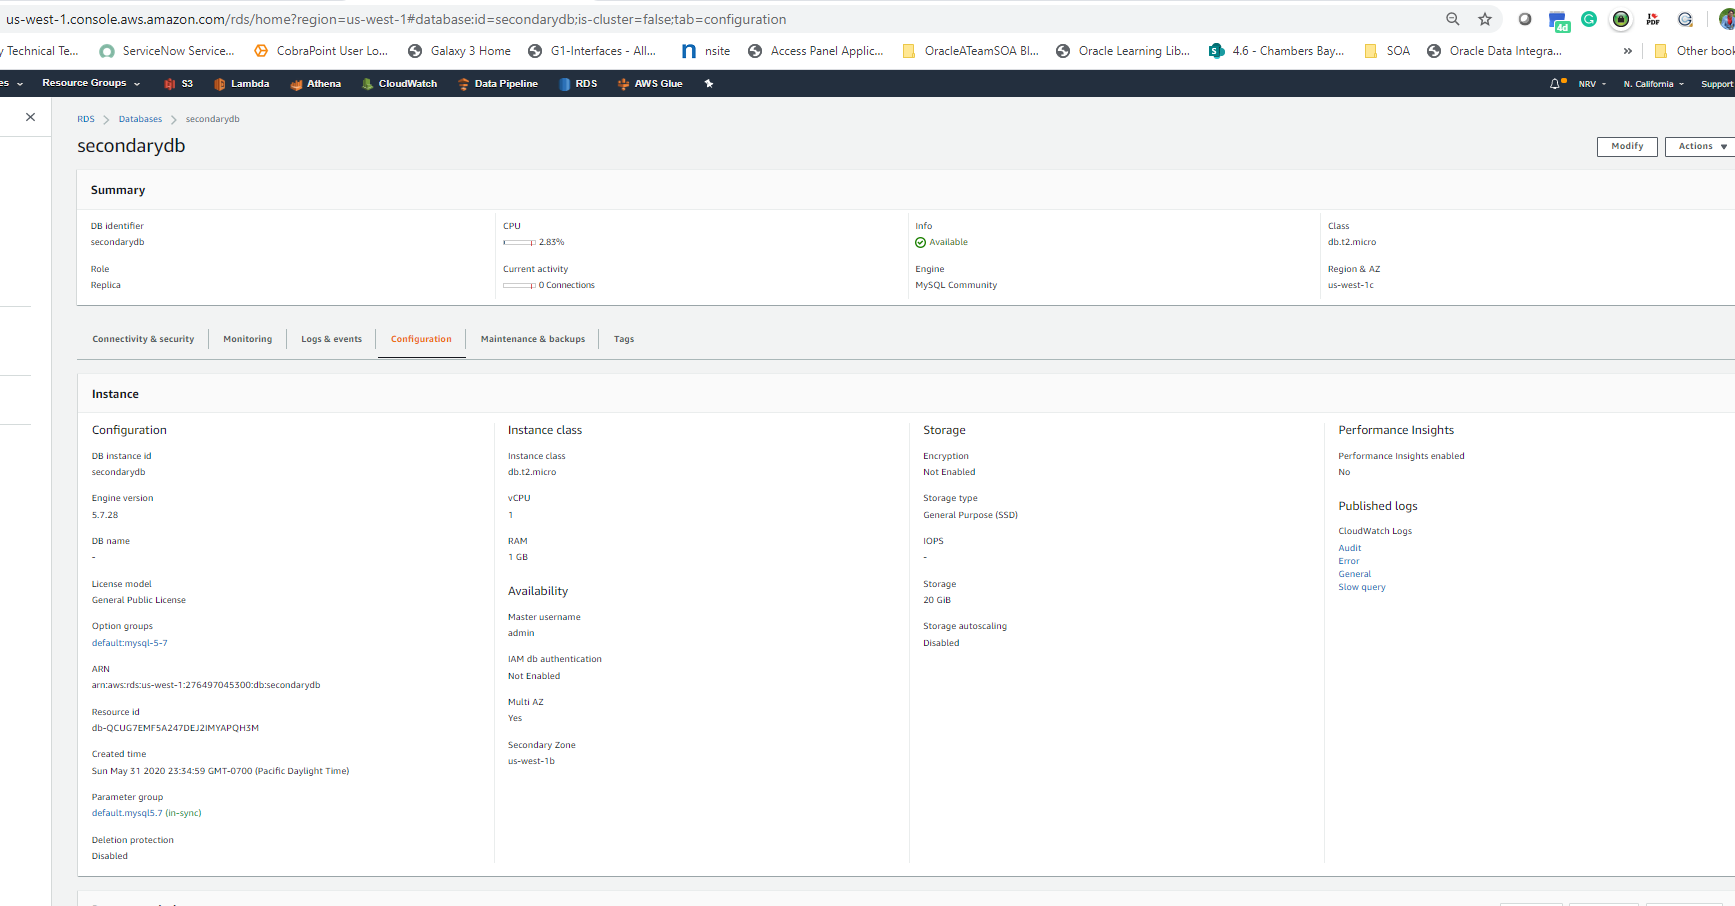 us-west-1.console.aws.amazon.com/rds/home?region=us-west-1#database:id=secondarydb;is-cluster=false;tab=configuration
4d
PDF
y Technical Te...
ServiceNow Service...
CobraPoint User Lo...
Galaxy 3 Home
G1-Interfaces - All...
n nsite
Access Panel Applic...
OracleATeamSOA Bl...
Oracle Learning Lib...
4.6 - Chambers Bay...
SOA
Oracle Data Integra...
»
Other book
es
Resource Groups
S3
Lambda
Athena
CloudWatch
Data Pipeline
RDS
AWS Glue
NRV
N. California
Support
RDS
Databases
secondarydb
secondarydb
Modify
Actions
Summary
DB identifier
secondarydb
CPU
2.83%
Info
Available
Class
db.t2.micro
Role
Replica
Current activity
0 Connections
Engine
MySQL Community
Region & AZ
us-west-1c
Connectivity & security
Monitoring
Logs & events
Configuration
Maintenance & backups
Tags
Instance
Configuration
DB instance id
secondarydb
Engine version
5.7.28
DB name
-
License model
General Public License
Option groups
default:mysql-5-7
ARN
arn:aws:rds:us-west-1:276497045300:db:secondarydb
Resource id
db-QCUG7EMF5A247DEJ2IMYAPQH3M
Created time
Sun May 31 2020 23:34:59 GMT-0700 (Pacific Daylight Time)
Parameter group
default.mysql5.7 (in-sync)
Deletion protection
Disabled
Instance class
Instance class
db.t2.micro
vCPU
1
RAM
1 GB
Availability
Master username
admin
IAM db authentication
Not Enabled
Multi AZ
Yes
Secondary Zone
us-west-1b
Storage
Encryption
Not Enabled
Storage type
General Purpose (SSD)
IOPS
-
Storage
20 GiB
Storage autoscaling
Disabled
Performance Insights
Performance Insights enabled
No
Published logs
CloudWatch Logs
Audit
Error
General
Slow query